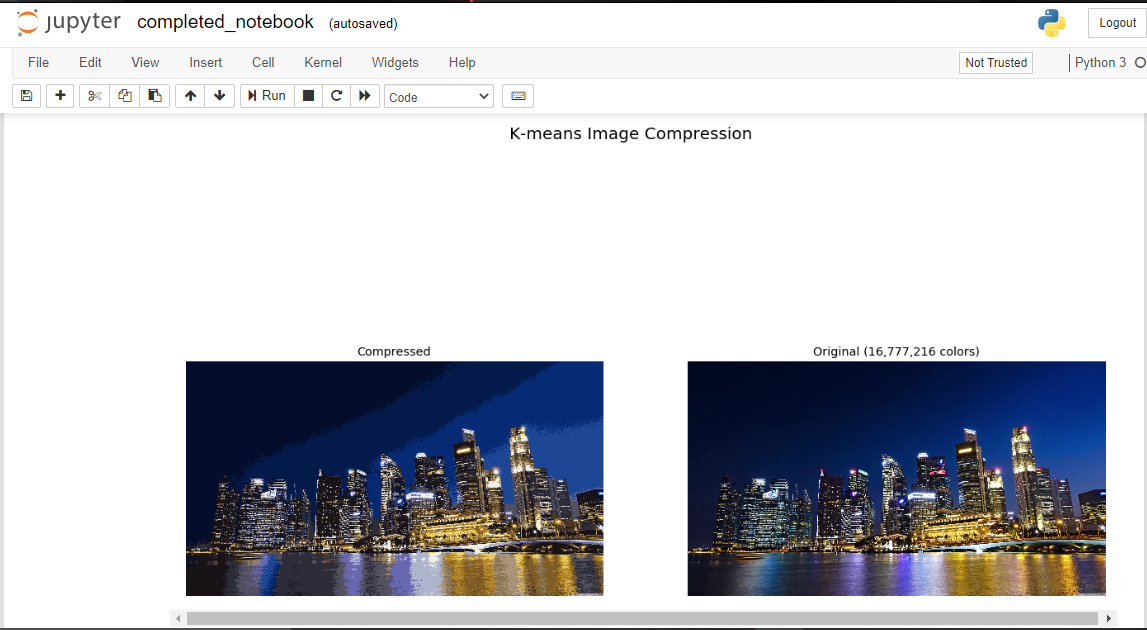 jupyter completed_notebook (autosaved) Logout
File Edit View Insert Cell Kernel Widgets Help Not Trusted Python 3
Run Code
K-means Image Compression
Compressed Original (16,777,216 colors)